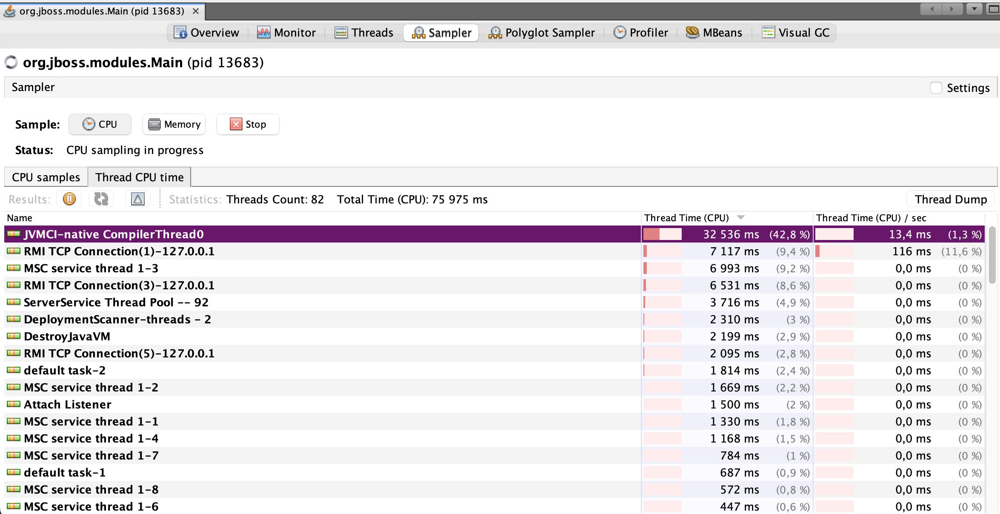 org.jboss.modules.Main (pid 13683)
Overview Monitor Threads Sampler Polyglot Sampler Profiler MBeans Visual GC
org.jboss.modules.Main (pid 13683)
Sampler Settings
Sample: CPU Memory Stop
Status: CPU sampling in progress
CPU samples Thread CPU time
Results: Statistics: Threads Count: 82 Total Time (CPU): 75 975 ms Thread Dump
Name Thread Time (CPU) Thread Time (CPU) / sec
JVMCI-native CompilerThread0 32 536 ms (42,8 %) 13,4 ms (1,3 %)
RMI TCP Connection(1)-127.0.0.1 7 117 ms (9,4 %) 116 ms (11,6 %)
MSC service thread 1-3 6 993 ms (9,2 %) 0,0 ms (0 %)
RMI TCP Connection(3)-127.0.0.1 6 531 ms (8,6 %) 0,0 ms (0 %)
ServerService Thread Pool -- 92 3 716 ms (4,9 %) 0,0 ms (0 %)
DeploymentScanner-threads - 2 2 310 ms (3 %) 0,0 ms (0 %)
DestroyJavaVM 2 199 ms (2,9 %) 0,0 ms (0 %)
RMI TCP Connection(5)-127.0.0.1 2 095 ms (2,8 %) 0,0 ms (0 %)
default task-2 1 814 ms (2,4 %) 0,0 ms (0 %)
MSC service thread 1-2 1 669 ms (2,2 %) 0,0 ms (0 %)
Attach Listener 1 500 ms (2 %) 0,0 ms (0 %)
MSC service thread 1-1 1 330 ms (1,8 %) 0,0 ms (0 %)
MSC service thread 1-4 1 168 ms (1,5 %) 0,0 ms (0 %)
MSC service thread 1-7 784 ms (1 %) 0,0 ms (0 %)
default task-1 687 ms (0,9 %) 0,0 ms (0 %)
MSC service thread 1-8 572 ms (0,8 %) 0,0 ms (0 %)
MSC service thread 1-6 447 ms (0,6 %) 0,0 ms (0 %)